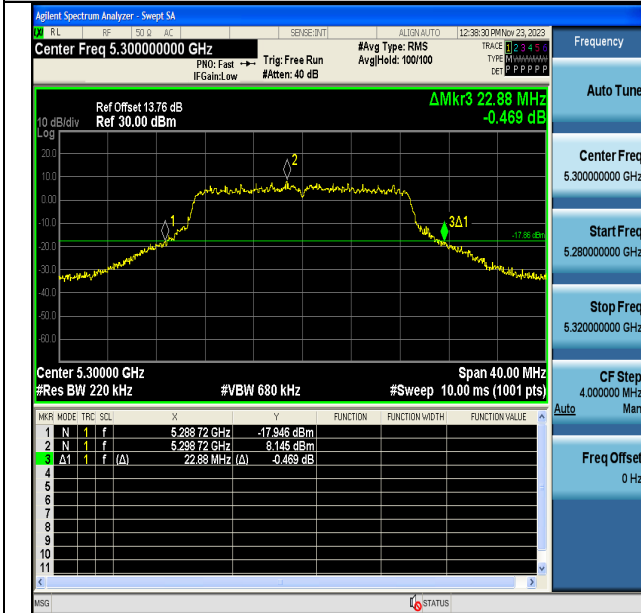 Agilent Spectrum Analyzer - Swept SA
RL RF 50 Ω AC SENSE:INT ALIGN AUTO 12:38:30 PM Nov 23, 2023
Center Freq 5.300000000 GHz
PNO: Fast
IFGain:Low
Trig: Free Run
#Atten: 40 dB
#Avg Type: RMS
Avg|Hold: 100/100
TRACE 1 2 3 4 5 6
TYPE M
DET P P P P P P
Frequency
Auto Tune
Center Freq
5.300000000 GHz
Start Freq
5.280000000 GHz
Stop Freq
5.320000000 GHz
CF Step
4.000000 MHz
Auto Man
Freq Offset
0 Hz
Ref Offset 13.76 dB
10 dB/div Ref 30.00 dBm
Log
ΔMkr3 22.88 MHz
-0.469 dB
20.0
10.0
0.00
-10.0
-20.0
-30.0
-40.0
-50.0
-60.0
1
2
3Δ1
-17.86 dBm
Center 5.30000 GHz Span 40.00 MHz
#Res BW 220 kHz #VBW 680 kHz #Sweep 10.00 ms (1001 pts)
MKR MODE TRC SCL X Y FUNCTION FUNCTION WIDTH FUNCTION VALUE
1 N 1 f 5.288 72 GHz -17.946 dBm
2 N 1 f 5.298 72 GHz 8.145 dBm
3 Δ1 1 f (Δ) 22.88 MHz (Δ) -0.469 dB
4
5
6
7
8
9
10
11
MSG STATUS